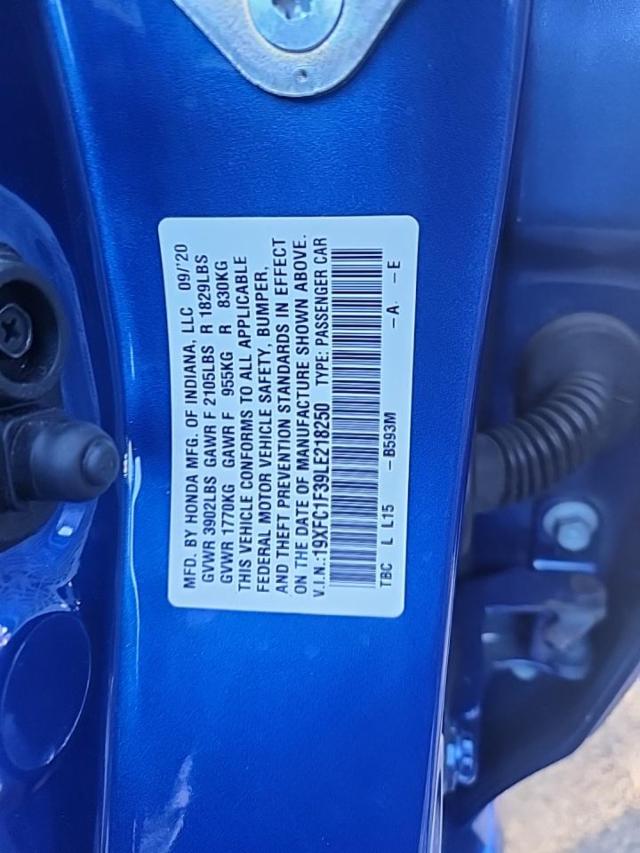 MFD. BY HONDA MFG. OF INDIANA, LLC 09/'20
GVWR 3902LBS GAWR F 2105LBS R 1829LBS
GVWR 1770KG GAWR F 955KG R 830KG
THIS VEHICLE CONFORMS TO ALL APPLICABLE
FEDERAL MOTOR VEHICLE SAFETY, BUMPER,
AND THEFT PREVENTION STANDARDS IN EFFECT
ON THE DATE OF MANUFACTURE SHOWN ABOVE.
V.I.N.:19XFC1F39LE218250 TYPE: PASSENGER CAR
TBC L L15 -B593M -A -E